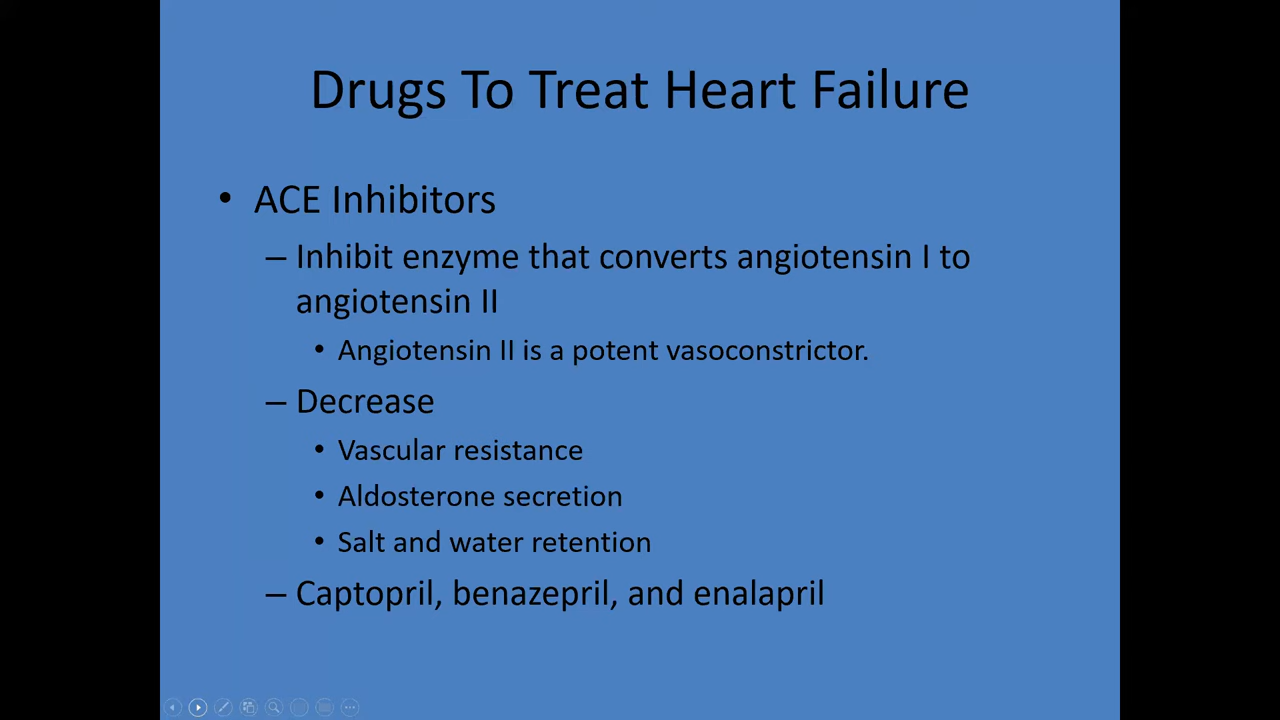 Drugs To Treat Heart Failure
• ACE Inhibitors
– Inhibit enzyme that converts angiotensin I to
angiotensin II
• Angiotensin II is a potent vasoconstrictor.
– Decrease
• Vascular resistance
• Aldosterone secretion
• Salt and water retention
– Captopril, benazepril, and enalapril